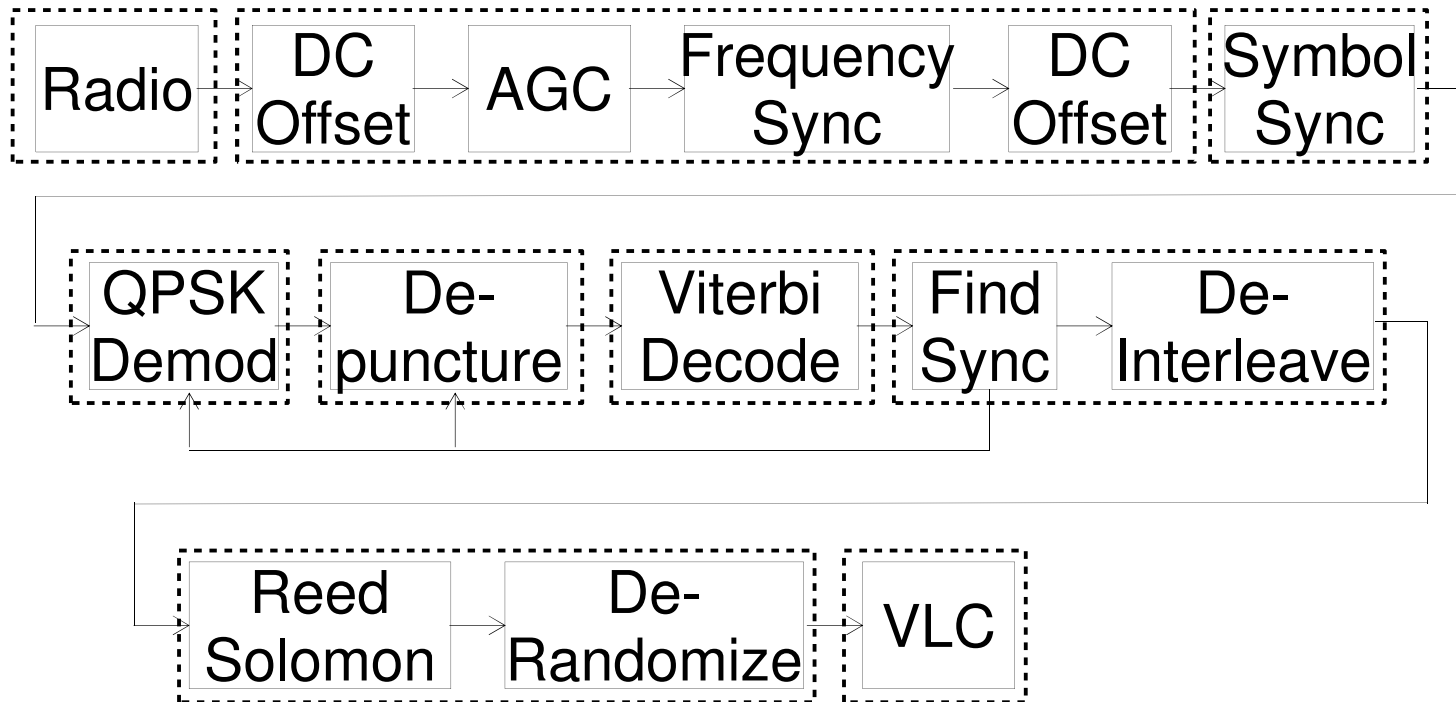 Radio
DC
Offset
AGC
Frequency
Sync
DC
Offset
Symbol
Sync
QPSK
Demod
De-
puncture
Viterbi
Decode
Find
Sync
De-
Interleave
Reed
Solomon
De-
Randomize
VLC